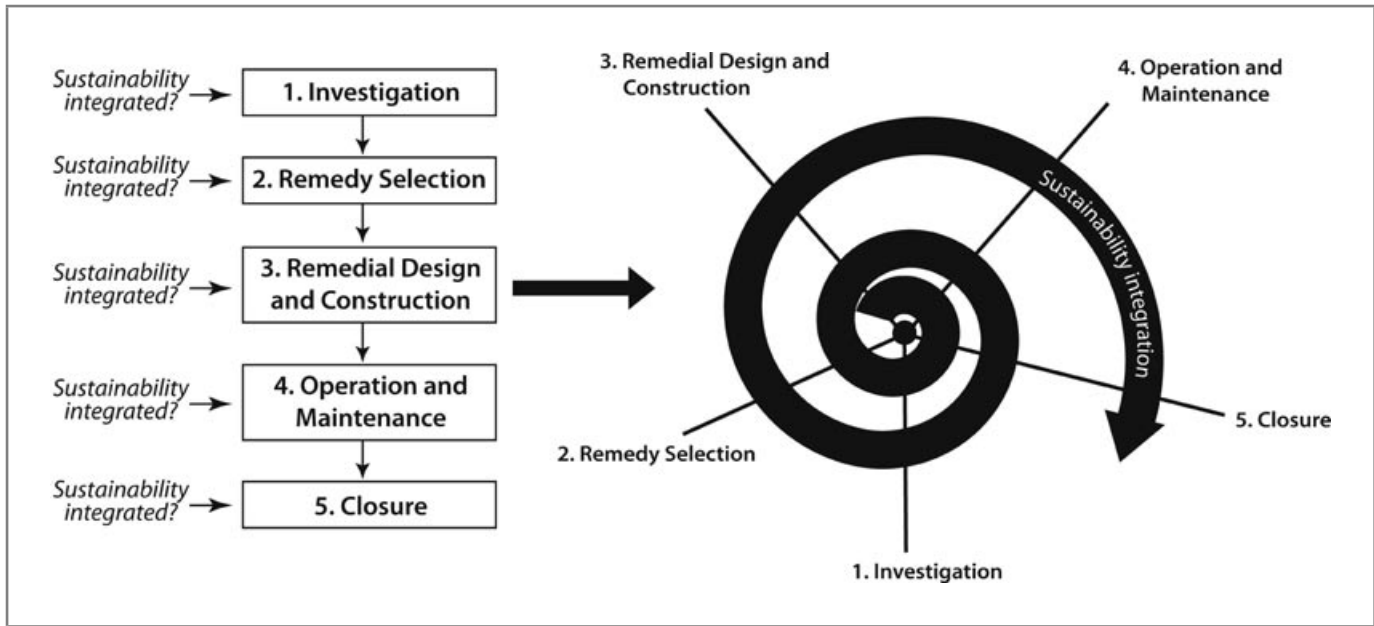 Sustainability
integrated?
1. Investigation
Sustainability
integrated?
2. Remedy Selection
Sustainability
integrated?
3. Remedial Design
and Construction
Sustainability
integrated?
4. Operation and
Maintenance
Sustainability
integrated?
5. Closure
3. Remedial Design and
Construction
4. Operation and
Maintenance
Sustainability integration
5. Closure
2. Remedy Selection
1. Investigation